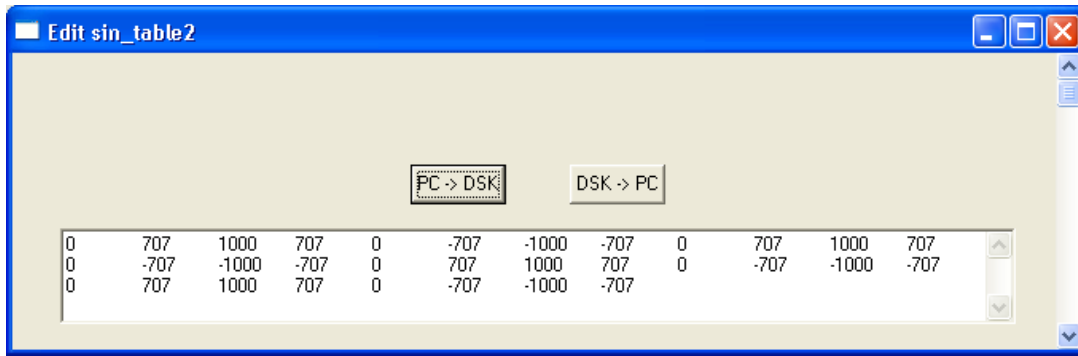 Edit sin_table2
PC -> DSK DSK -> PC
0 707 1000 707 0 -707 -1000 -707 0 707 1000 707
0 -707 -1000 -707 0 707 1000 707 0 -707 -1000 -707
0 707 1000 707 0 -707 -1000 -707